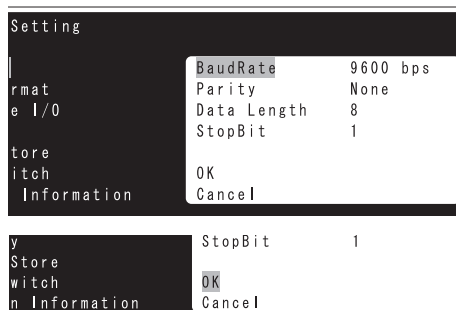 Setting
BaudRate 9600 bps
rmat Parity None
e I/O Data Length 8
StopBit 1
tore
itch OK
Information Cancel
y StopBit 1
Store
witch OK
n Information Cancel